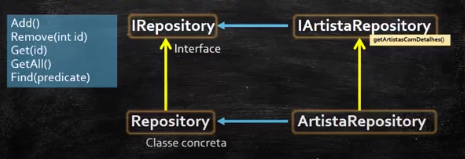 Add()
Remove(int id)
Get(id)
GetAll()
Find(predicate)
IRepository
IArtistaRepository
getArtistasComDetalhes()
Interface
Repository
ArtistaRepository
Classe concreta